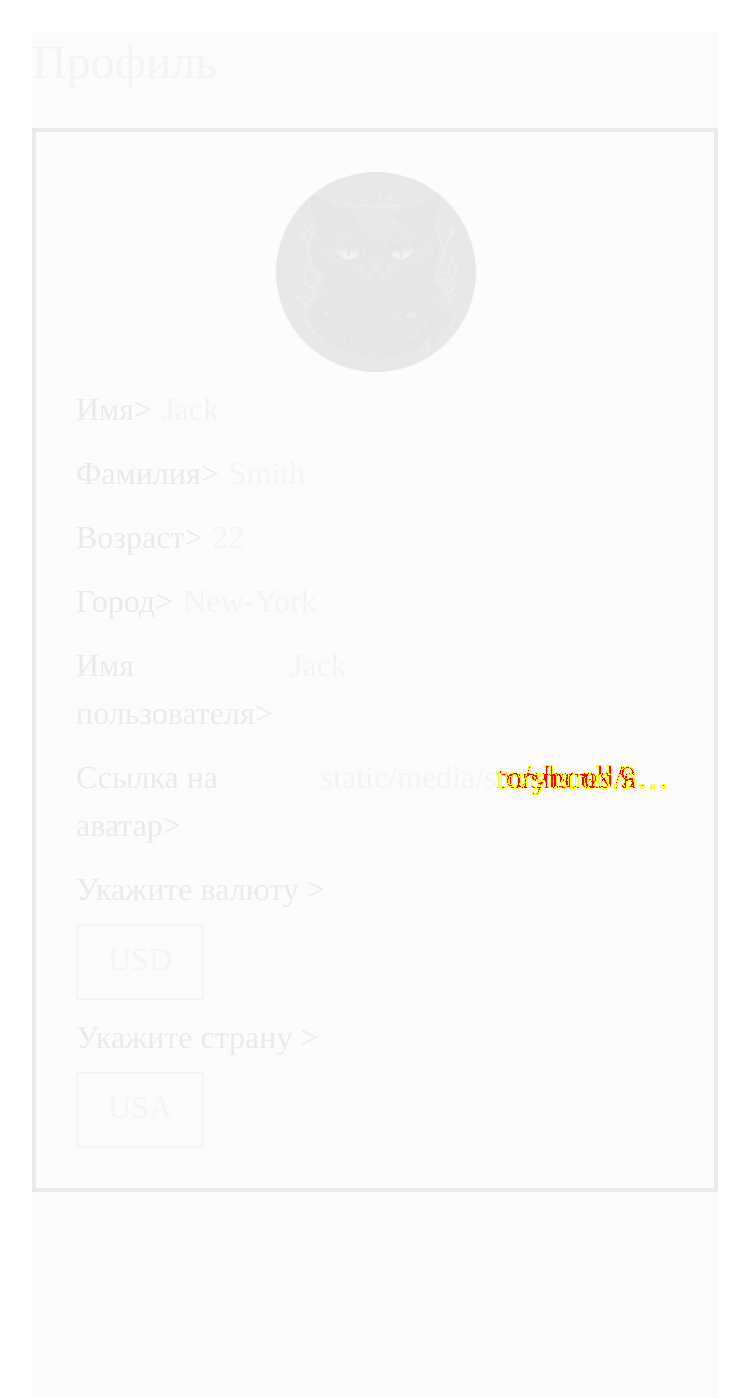 Профиль
Имя> Jack
Фамилия> Smith
Возраст> 22
Город> New-York
Имя Jack
пользователя>
Ссылка на static/media/
аватар>
Укажите валюту >
USD
Укажите страну >
USA